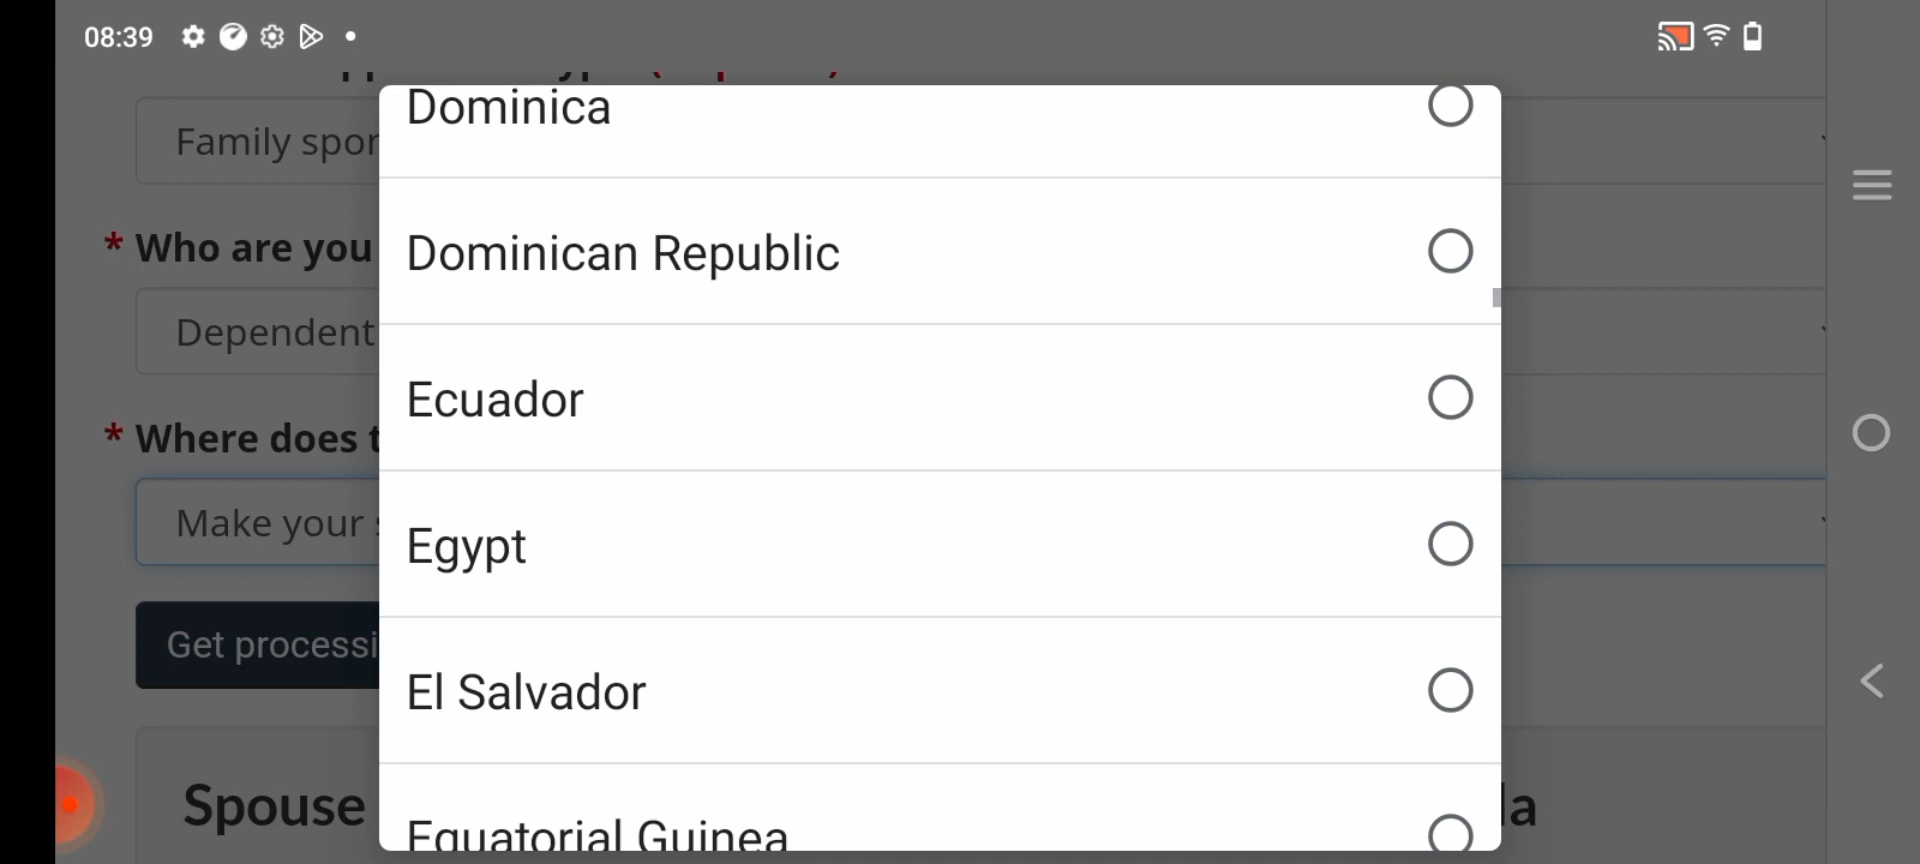 08:39
Dominica
Family spor
Dominican Republic
* Who are you
Dependent
Ecuador
* Where does t
Make your
Egypt
Get processi
El Salvador
Spouse
la
Equatorial Guinea